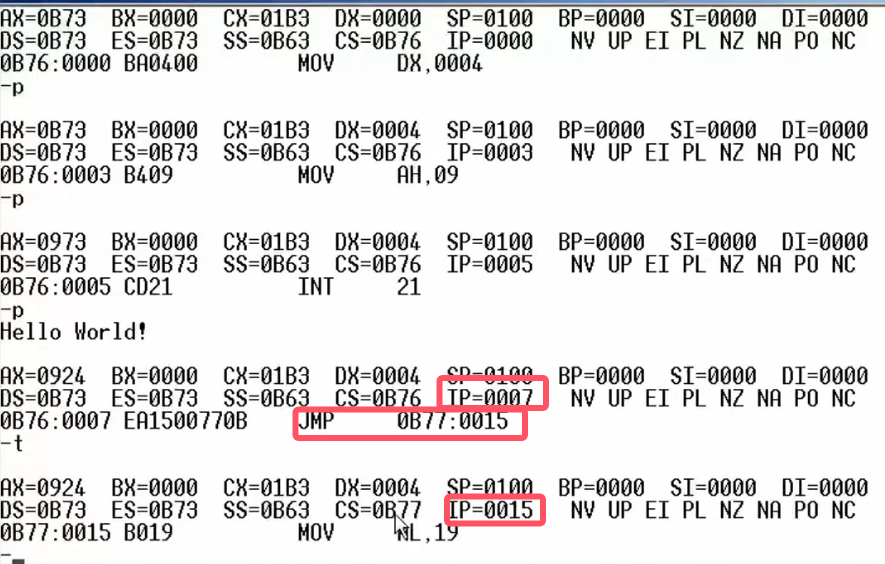 AX=0B73  BX=0000  CX=01B3  DX=0000  SP=0100  BP=0000  SI=0000  DI=0000
DS=0B73  ES=0B73  SS=0B63  CS=0B76  IP=0000   NV UP EI PL NZ NA PO NC
0B76:0000 BA0400        MOV     DX,0004
-p
AX=0B73  BX=0000  CX=01B3  DX=0004  SP=0100  BP=0000  SI=0000  DI=0000
DS=0B73  ES=0B73  SS=0B63  CS=0B76  IP=0003   NV UP EI PL NZ NA PO NC
0B76:0003 B409          MOV     AH,09
-p
AX=0973  BX=0000  CX=01B3  DX=0004  SP=0100  BP=0000  SI=0000  DI=0000
DS=0B73  ES=0B73  SS=0B63  CS=0B76  IP=0005   NV UP EI PL NZ NA PO NC
0B76:0005 CD21          INT     21
-p
Hello World!
AX=0924  BX=0000  CX=01B3  DX=0004  SP=0100  BP=0000  SI=0000  DI=0000
DS=0B73  ES=0B73  SS=0B63  CS=0B76  IP=0007   NV UP EI PL NZ NA PO NC
0B76:0007 EA1500770B    JMP     0B77:0015
-t
AX=0924  BX=0000  CX=01B3  DX=0004  SP=0100  BP=0000  SI=0000  DI=0000
DS=0B73  ES=0B73  SS=0B63  CS=0B77  IP=0015   NV UP EI PL NZ NA PO NC
0B77:0015 B019          MOV     L,19
-